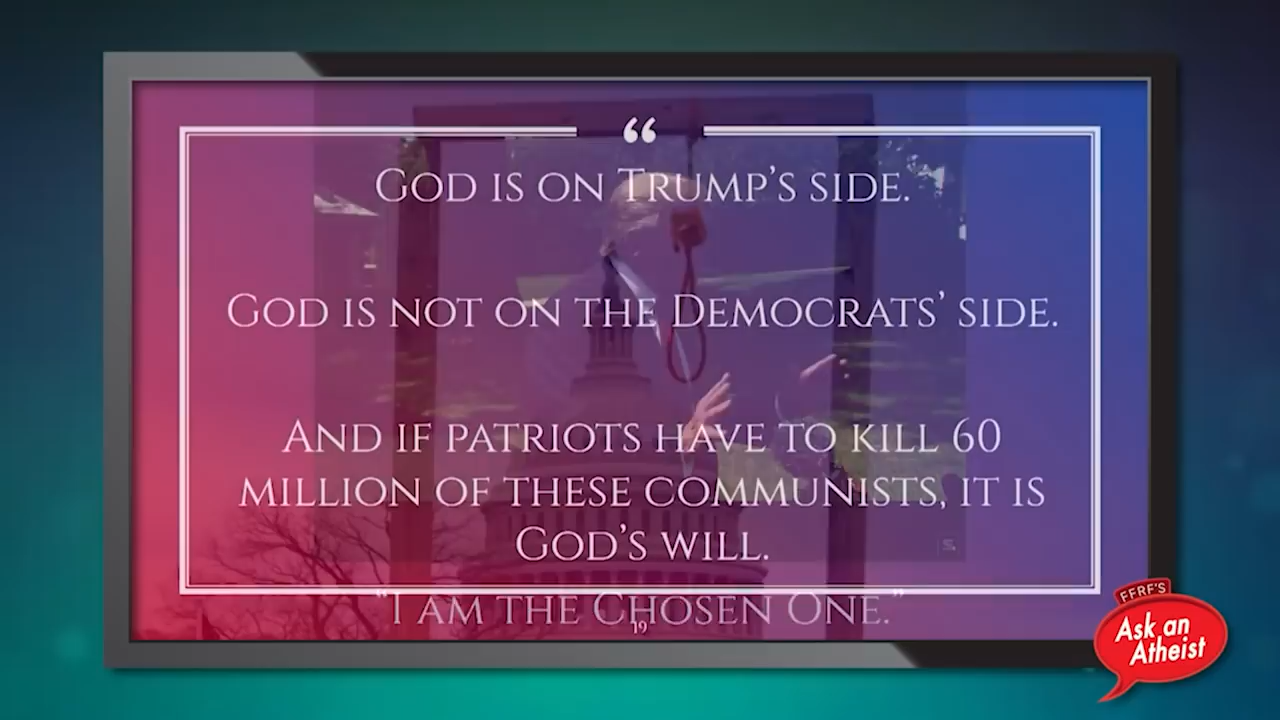 “
God is on Trump’s side.
God is not on the Democrats’ side.
And if patriots have to kill 60
million of these communists, it is
God’s will.
“I am the Chosen One.”
19
S.
FFRF’S
Ask an
Atheist